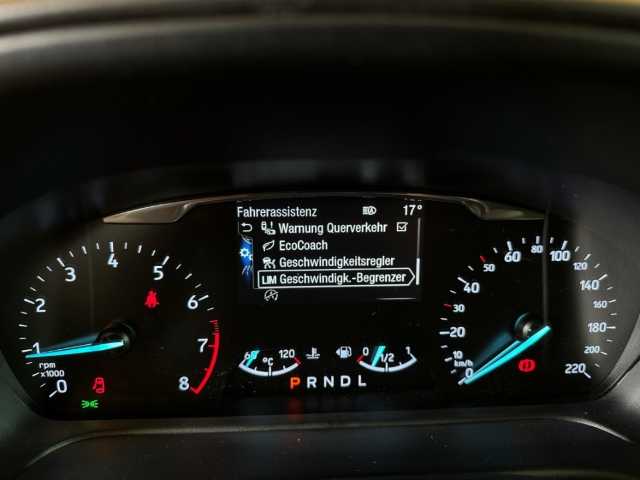 Fahrerassistenz 17°
Warnung Querverkehr
EcoCoach
Geschwindigkeitsregler
LIM Geschwindigk.-Begrenzer
0 1 2 3 4 5 6 7 8
rpm
x1000
60 °C 120
0 1/2 1
P R N D L
0 10 20 30 40 50 60 80 100 120 140 160 180 200 220
km/h